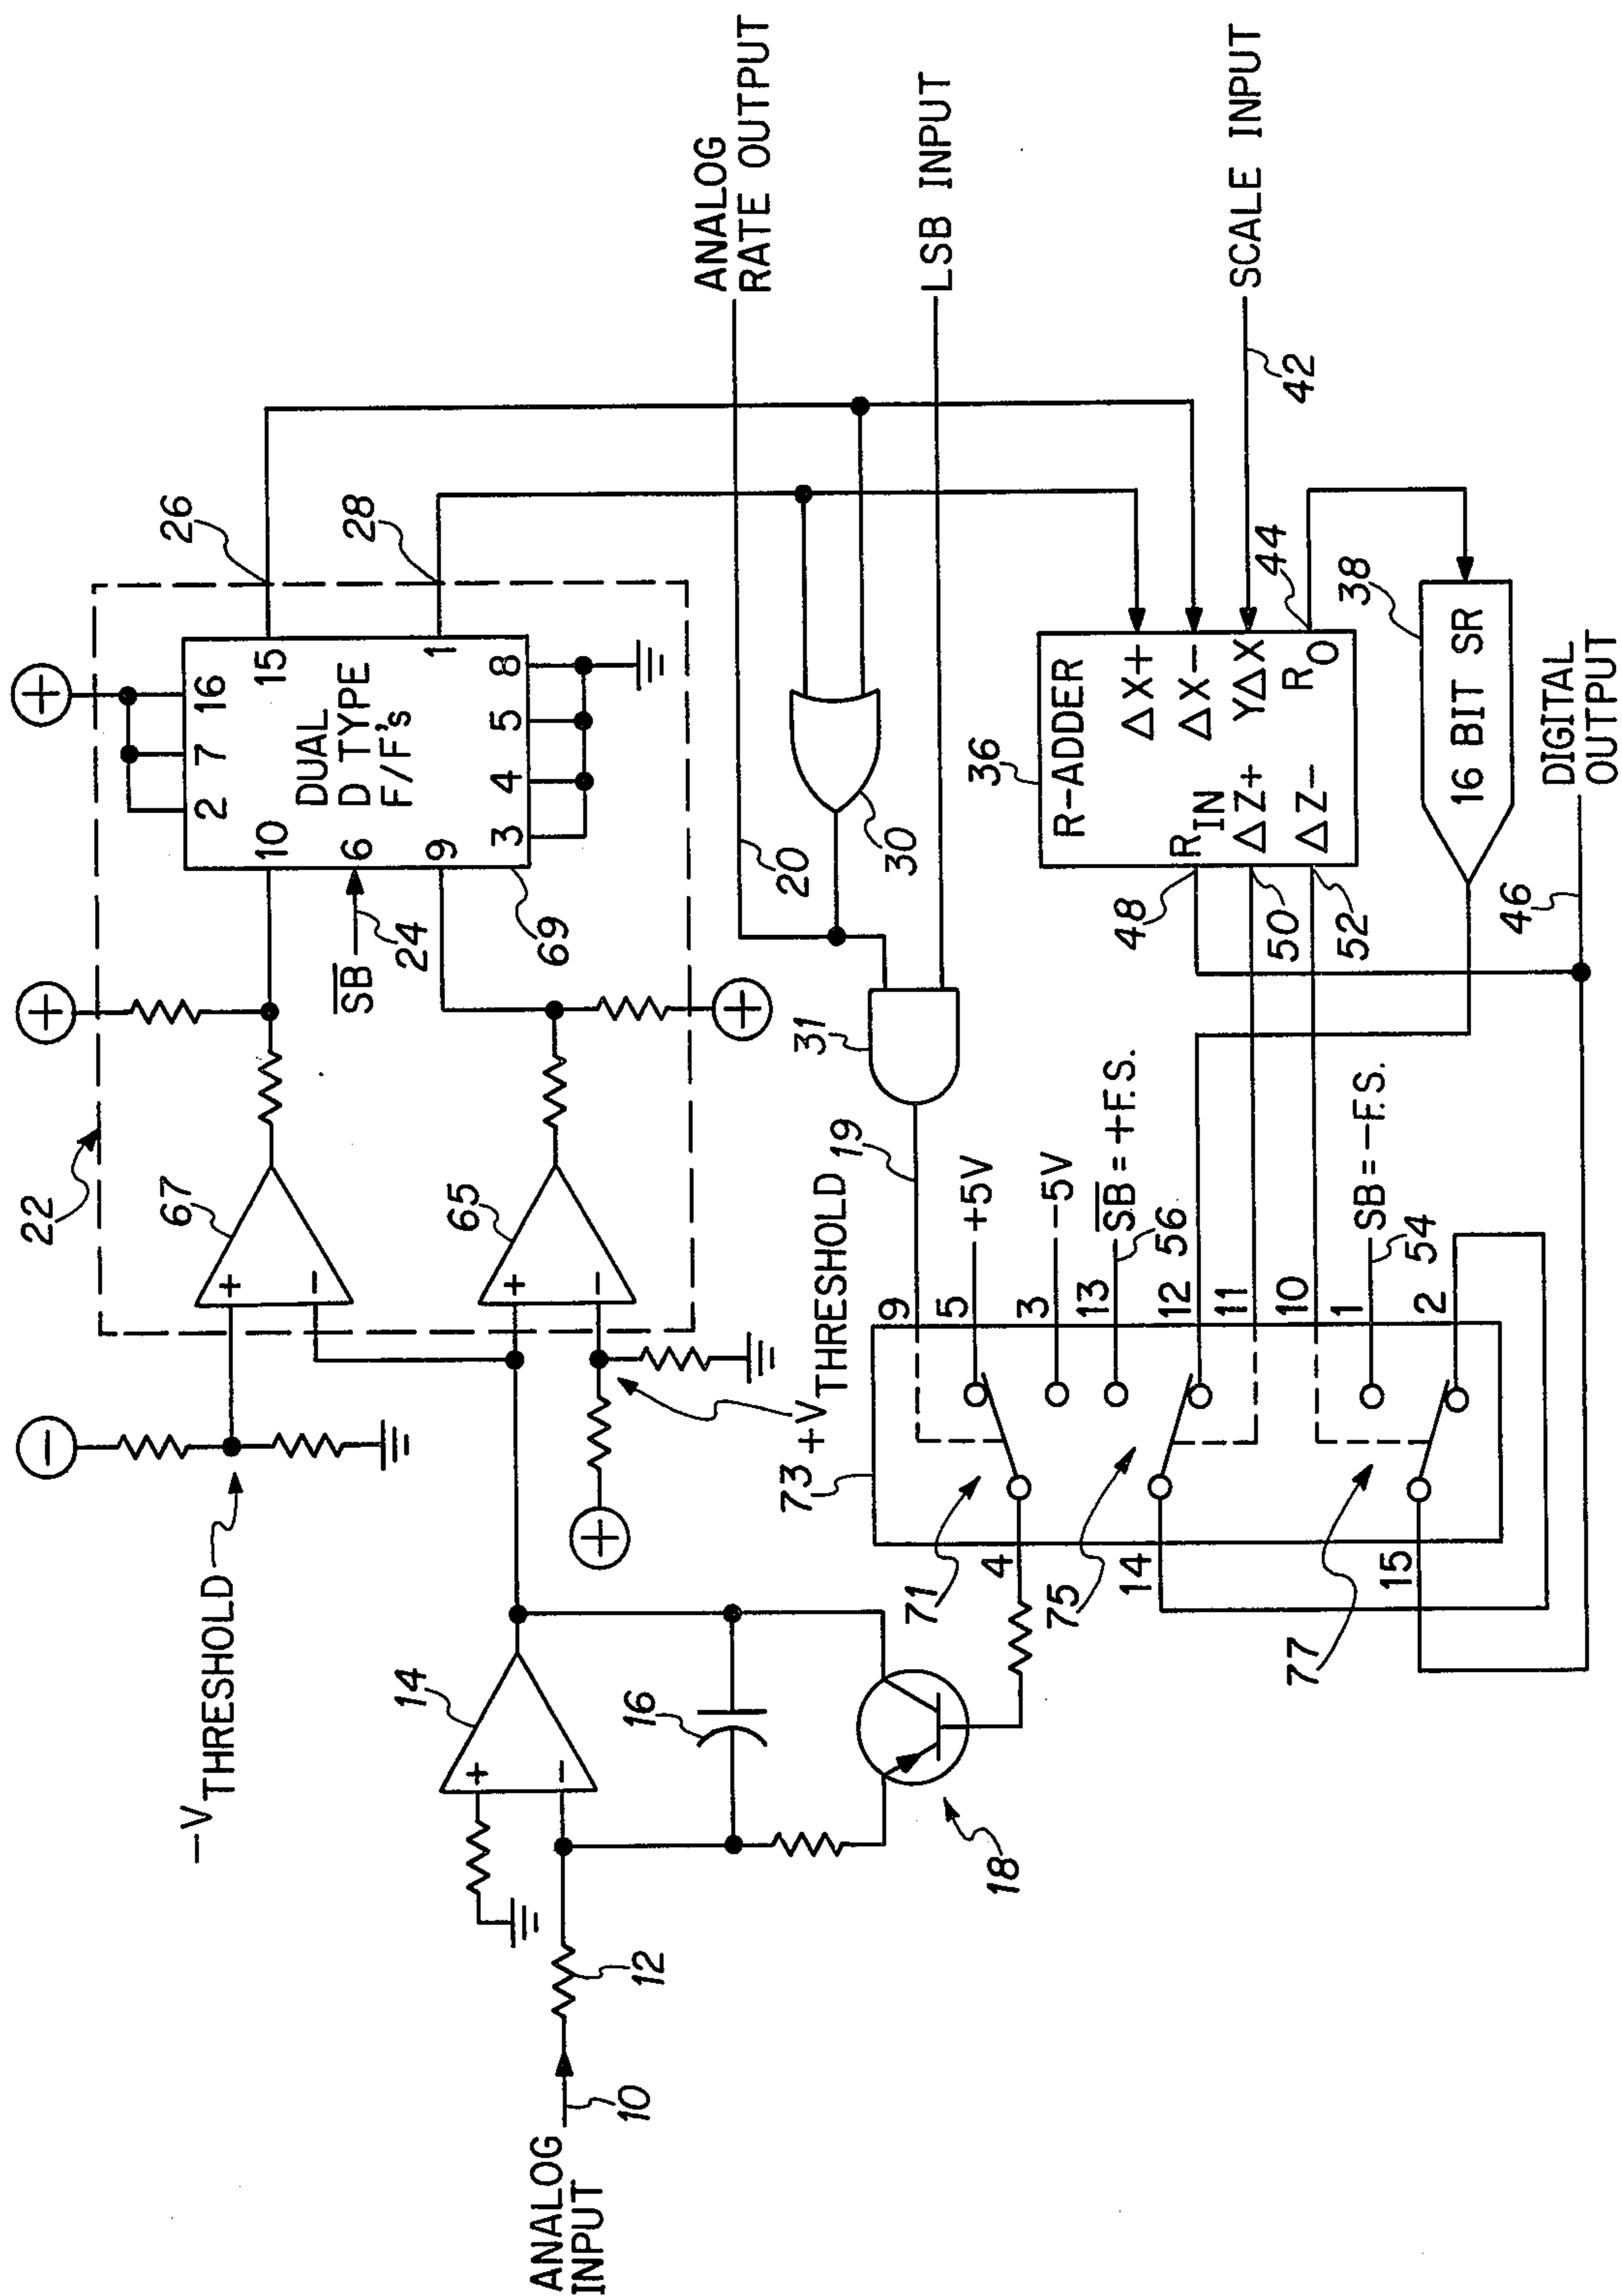 ANALOG
INPUT
10
12
14
+
−
16
18
−V THRESHOLD
+V THRESHOLD
−
+
22
67
+
−
65
+
−
+
+
+
SB
24
69
2 7 16
10
6
9
15
1
DUAL
D TYPE
F/F's
3 4 5 8
26
28
ANALOG
RATE OUTPUT
20
30
LSB INPUT
31
19
SCALE INPUT
42
36
R-ADDER
R IN
ΔZ+
ΔZ−
ΔX+
ΔX−
YΔX
R O
44
48
50
52
38
16 BIT SR
DIGITAL
OUTPUT
46
73
71
75
77
4
14
15
9
5
+5V
3
−5V
13
SB = +F.S.
56
12
11
10
1
SB = −F.S.
54
2